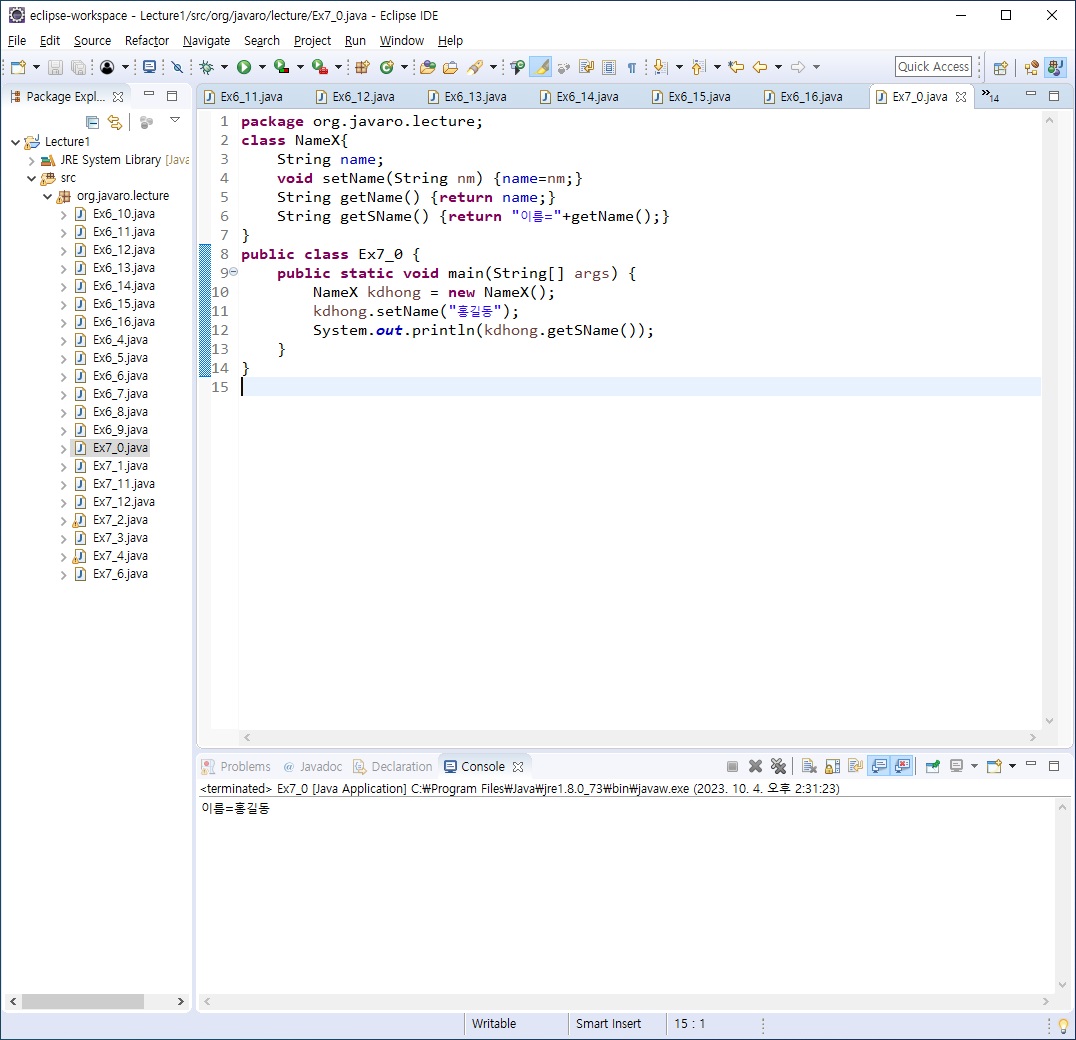 eclipse-workspace - Lecture1/src/org/javaro/lecture/Ex7_0.java - Eclipse IDE
File Edit Source Refactor Navigate Search Project Run Window Help
Quick Access
Package Expl...
Ex6_11.java Ex6_12.java Ex6_13.java Ex6_14.java Ex6_15.java Ex6_16.java Ex7_0.java »14
Lecture1
JRE System Library [Java
src
org.javaro.lecture
Ex6_10.java
Ex6_11.java
Ex6_12.java
Ex6_13.java
Ex6_14.java
Ex6_15.java
Ex6_16.java
Ex6_4.java
Ex6_5.java
Ex6_6.java
Ex6_7.java
Ex6_8.java
Ex6_9.java
Ex7_0.java
Ex7_1.java
Ex7_11.java
Ex7_12.java
Ex7_2.java
Ex7_3.java
Ex7_4.java
Ex7_6.java
1 package org.javaro.lecture;
2 class NameX{
3     String name;
4     void setName(String nm) {name=nm;}
5     String getName() {return name;}
6     String getSName() {return "이름="+getName();}
7 }
8 public class Ex7_0 {
9     public static void main(String[] args) {
10         NameX kdhong = new NameX();
11         kdhong.setName("홍길동");
12         System.out.println(kdhong.getSName());
13     }
14 }
15
Problems @ Javadoc Declaration Console
<terminated> Ex7_0 [Java Application] C:₩Program Files₩Java₩jre1.8.0_73₩bin₩javaw.exe (2023. 10. 4. 오후 2:31:23)
이름=홍길동
Writable Smart Insert 15 : 1